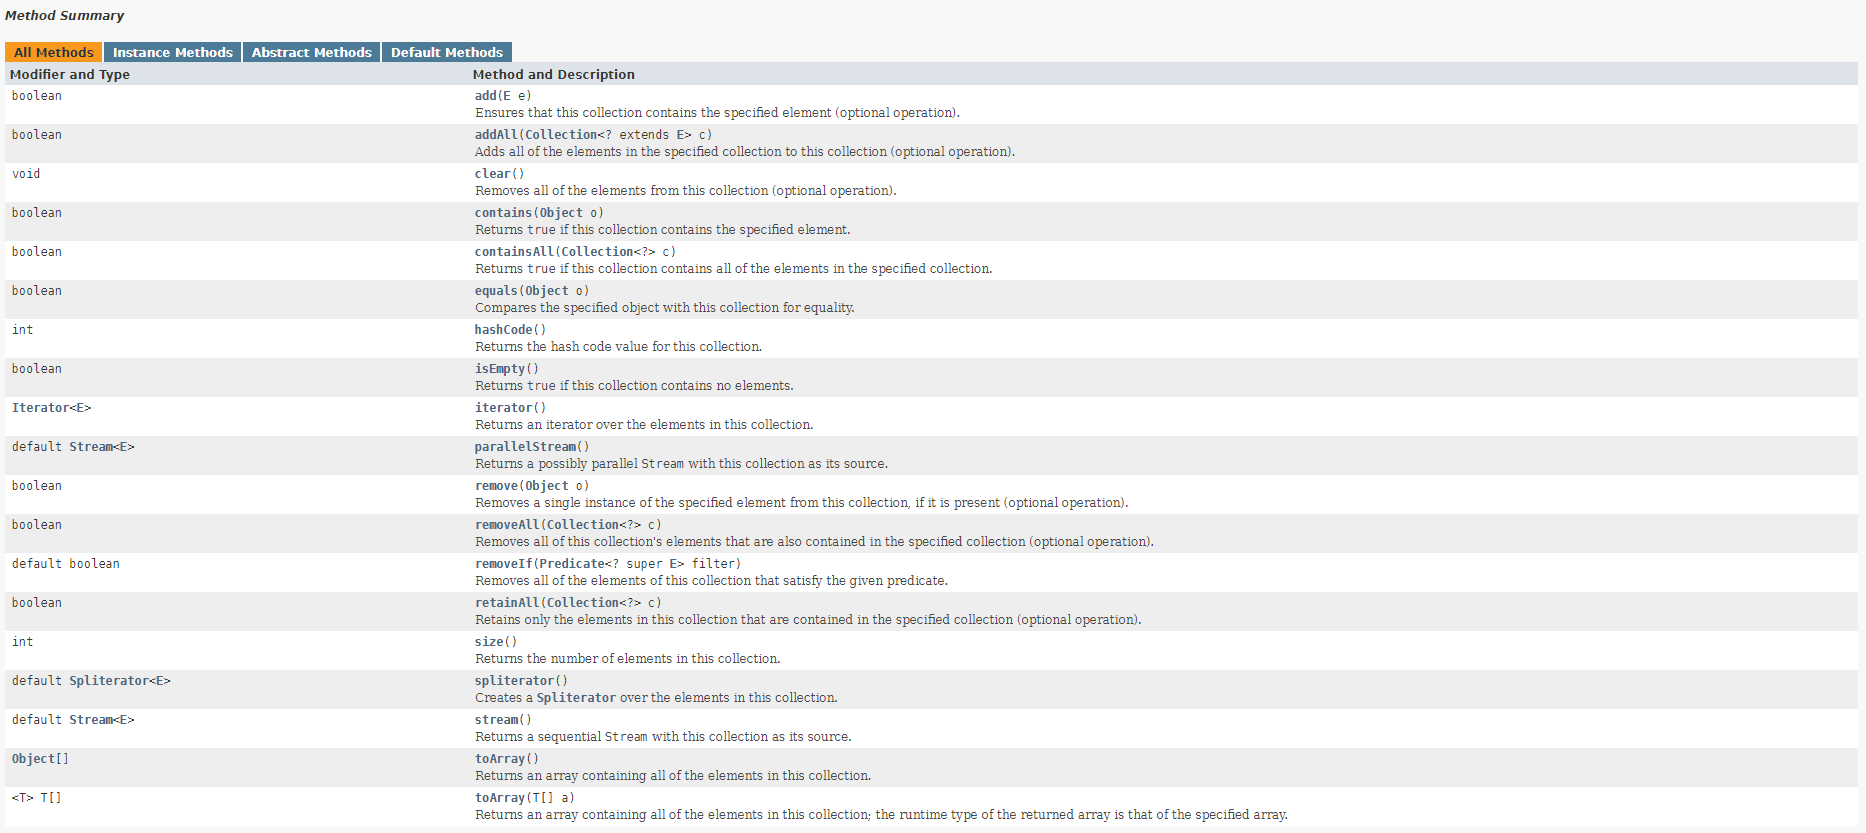 Method Summary
All Methods Instance Methods Abstract Methods Default Methods
Modifier and Type Method and Description
boolean add(E e)
Ensures that this collection contains the specified element (optional operation).
boolean addAll(Collection<? extends E> c)
Adds all of the elements in the specified collection to this collection (optional operation).
void clear()
Removes all of the elements from this collection (optional operation).
boolean contains(Object o)
Returns true if this collection contains the specified element.
boolean containsAll(Collection<?> c)
Returns true if this collection contains all of the elements in the specified collection.
boolean equals(Object o)
Compares the specified object with this collection for equality.
int hashCode()
Returns the hash code value for this collection.
boolean isEmpty()
Returns true if this collection contains no elements.
Iterator<E> iterator()
Returns an iterator over the elements in this collection.
default Stream<E> parallelStream()
Returns a possibly parallel Stream with this collection as its source.
boolean remove(Object o)
Removes a single instance of the specified element from this collection, if it is present (optional operation).
boolean removeAll(Collection<?> c)
Removes all of this collection's elements that are also contained in the specified collection (optional operation).
default boolean removeIf(Predicate<? super E> filter)
Removes all of the elements of this collection that satisfy the given predicate.
boolean retainAll(Collection<?> c)
Retains only the elements in this collection that are contained in the specified collection (optional operation).
int size()
Returns the number of elements in this collection.
default Spliterator<E> spliterator()
Creates a Spliterator over the elements in this collection.
default Stream<E> stream()
Returns a sequential Stream with this collection as its source.
Object[] toArray()
Returns an array containing all of the elements in this collection.
<T> T[] toArray(T[] a)
Returns an array containing all of the elements in this collection; the runtime type of the returned array is that of the specified array.